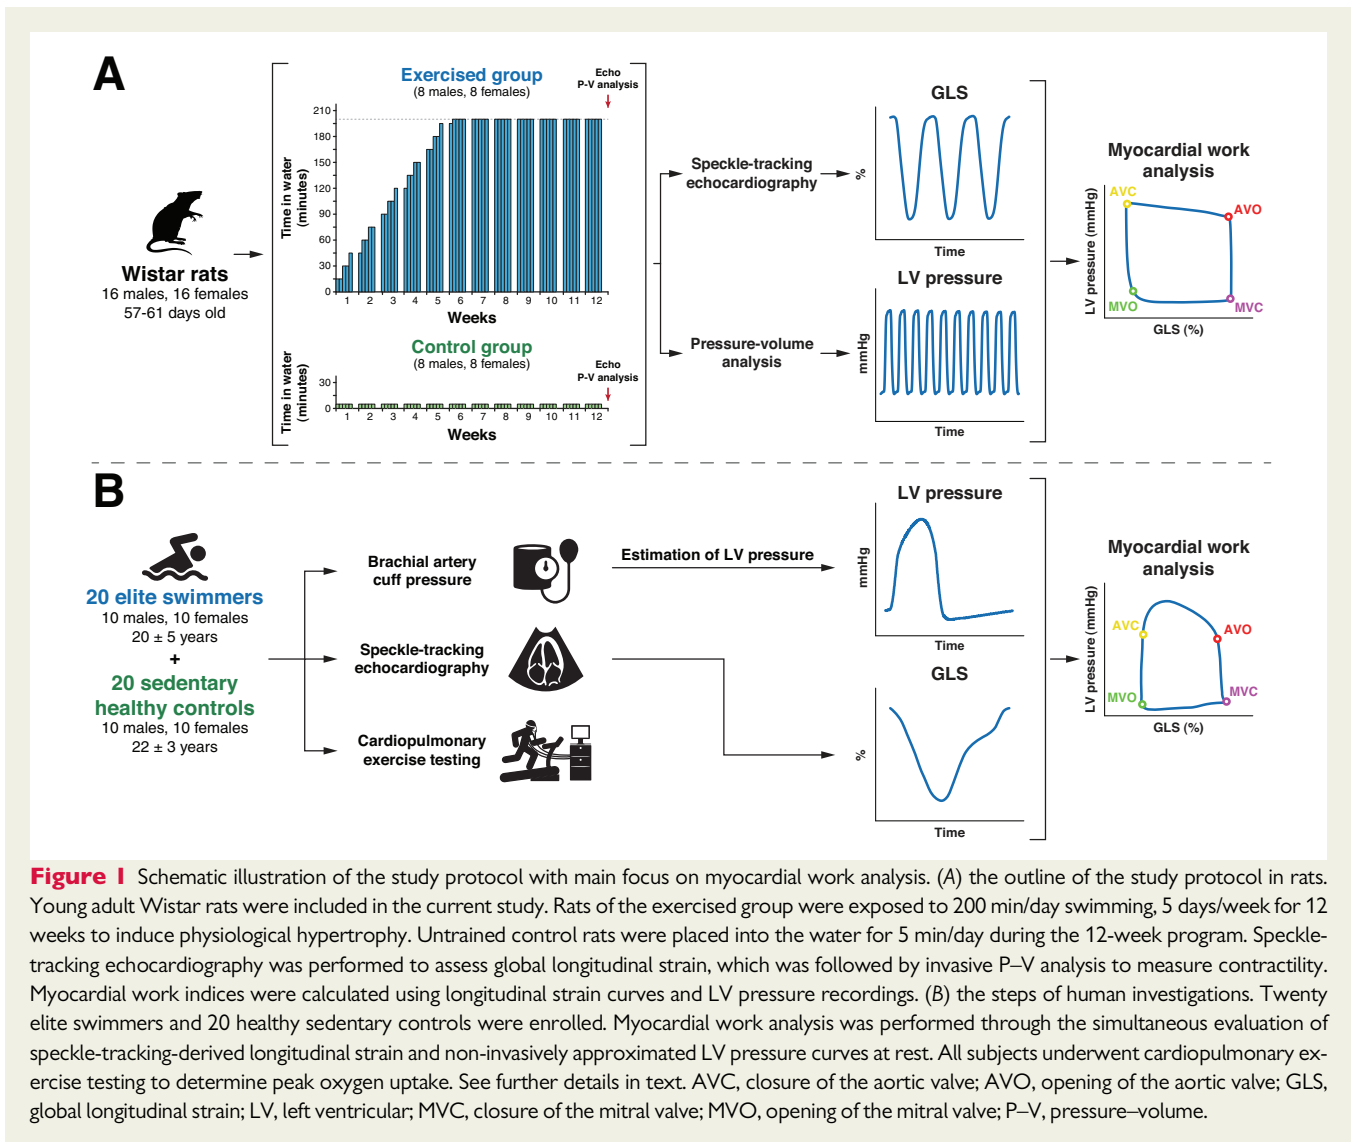 A
Exercised group
(8 males, 8 females)
Echo
P-V analysis
Time in water
(minutes)
210
180
150
120
90
60
30
0
1 2 3 4 5 6 7 8 9 10 11 12
Weeks
Wistar rats
16 males, 16 females
57-61 days old
Control group
(8 males, 8 females)
Echo
P-V analysis
Time in water
(minutes)
30
0
1 2 3 4 5 6 7 8 9 10 11 12
Weeks
Speckle-tracking
echocardiography
Pressure-volume
analysis
GLS
%
Time
LV pressure
mmHg
Time
Myocardial work
analysis
LV pressure (mmHg)
AVC
AVO
MVO
MVC
GLS (%)
B
20 elite swimmers
10 males, 10 females
20 ± 5 years
+
20 sedentary
healthy controls
10 males, 10 females
22 ± 3 years
Brachial artery
cuff pressure
Speckle-tracking
echocardiography
Cardiopulmonary
exercise testing
Estimation of LV pressure
LV pressure
mmHg
Time
GLS
%
Time
Myocardial work
analysis
LV pressure (mmHg)
AVC
AVO
MVO
MVC
GLS (%)
Figure 1 Schematic illustration of the study protocol with main focus on myocardial work analysis. (A) the outline of the study protocol in rats.
Young adult Wistar rats were included in the current study. Rats of the exercised group were exposed to 200 min/day swimming, 5 days/week for 12
weeks to induce physiological hypertrophy. Untrained control rats were placed into the water for 5 min/day during the 12-week program. Speckle-
tracking echocardiography was performed to assess global longitudinal strain, which was followed by invasive P–V analysis to measure contractility.
Myocardial work indices were calculated using longitudinal strain curves and LV pressure recordings. (B) the steps of human investigations. Twenty
elite swimmers and 20 healthy sedentary controls were enrolled. Myocardial work analysis was performed through the simultaneous evaluation of
speckle-tracking-derived longitudinal strain and non-invasively approximated LV pressure curves at rest. All subjects underwent cardiopulmonary ex-
ercise testing to determine peak oxygen uptake. See further details in text. AVC, closure of the aortic valve; AVO, opening of the aortic valve; GLS,
global longitudinal strain; LV, left ventricular; MVC, closure of the mitral valve; MVO, opening of the mitral valve; P–V, pressure–volume.